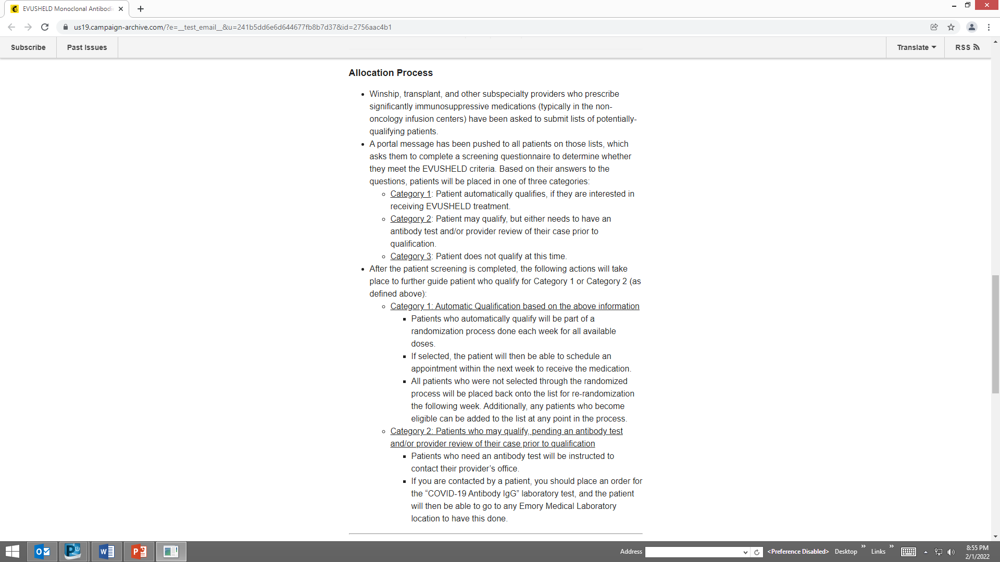 EVUSHELD Monoclonal Antibodi
us19.campaign-archive.com/?e=__test_email__&u=241b5dd6e6d644677fb8b7d37&id=2756aac4b1
Subscribe
Past Issues
Translate
RSS
Allocation Process
• Winship, transplant, and other subspecialty providers who prescribe
significantly immunosuppressive medications (typically in the non-
oncology infusion centers) have been asked to submit lists of potentially-
qualifying patients.
• A portal message has been pushed to all patients on those lists, which
asks them to complete a screening questionnaire to determine whether
they meet the EVUSHELD criteria. Based on their answers to the
questions, patients will be placed in one of three categories:
◦ Category 1: Patient automatically qualifies, if they are interested in
receiving EVUSHELD treatment.
◦ Category 2: Patient may qualify, but either needs to have an
antibody test and/or provider review of their case prior to
qualification.
◦ Category 3: Patient does not qualify at this time.
• After the patient screening is completed, the following actions will take
place to further guide patient who qualify for Category 1 or Category 2 (as
defined above):
◦ Category 1: Automatic Qualification based on the above information
▪ Patients who automatically qualify will be part of a
randomization process done each week for all available
doses.
▪ If selected, the patient will then be able to schedule an
appointment within the next week to receive the medication.
▪ All patients who were not selected through the randomized
process will be placed back onto the list for re-randomization
the following week. Additionally, any patients who become
eligible can be added to the list at any point in the process.
◦ Category 2: Patients who may qualify, pending an antibody test
and/or provider review of their case prior to qualification
▪ Patients who need an antibody test will be instructed to
contact their provider’s office.
▪ If you are contacted by a patient, you should place an order for
the “COVID-19 Antibody IgG” laboratory test, and the patient
will then be able to go to any Emory Medical Laboratory
location to have this done.
Address
<Preference Disabled>
Desktop
Links
8:55 PM
2/1/2022